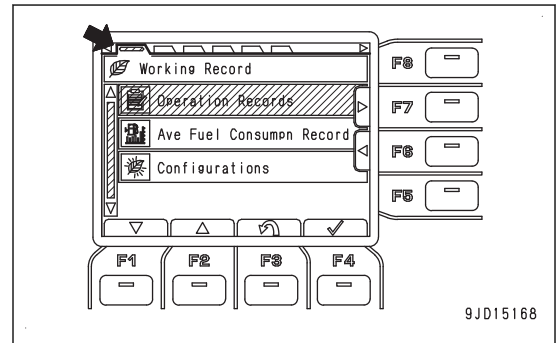 Working Record
Operation Records
Ave Fuel Consumpn Record
Configurations
F8
F7
F6
F5
F1
F2
F3
F4
9JD15168